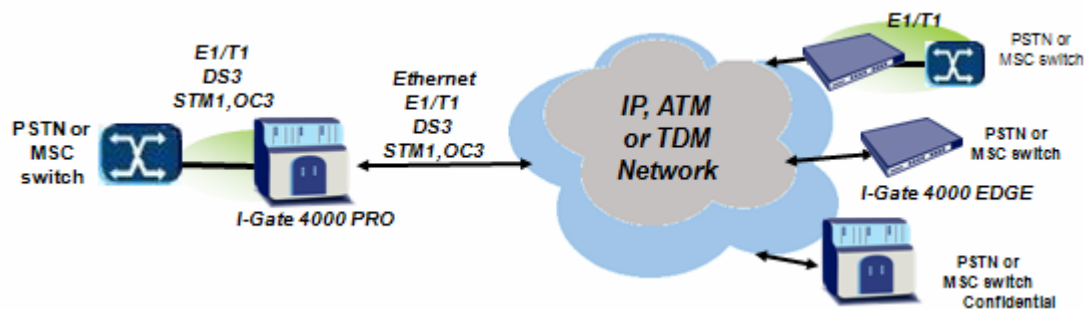 E1/T1
DS3
STM1,OC3
PSTN or
MSC
switch
I-Gate 4000 PRO
Ethernet
E1/T1
DS3
STM1,OC3
IP, ATM
or TDM
Network
E1/T1
PSTN or
MSC switch
PSTN or
MSC switch
I-Gate 4000 EDGE
PSTN or
MSC switch
Confidential